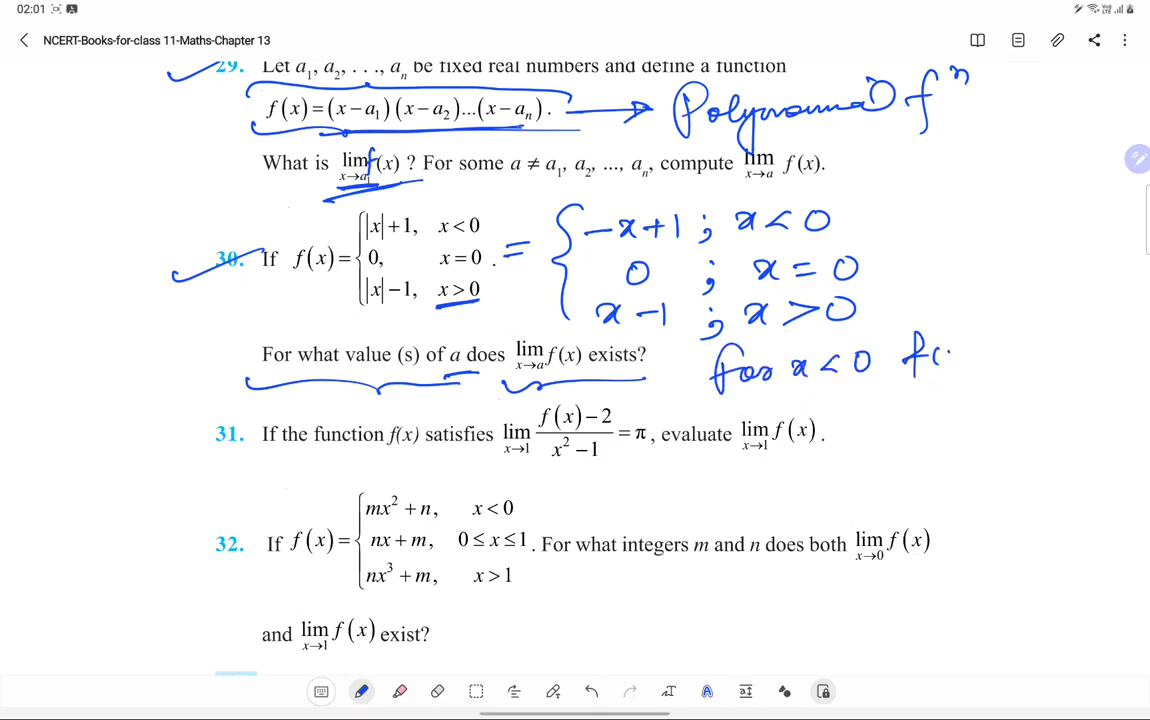 02:01
NCERT-Books-for-class 11-Maths-Chapter 13
29. Let a₁, a₂, . . ., aₙ be fixed real numbers and define a function
f(x) = (x−a₁)(x−a₂)...(x−aₙ). → Polynomial fⁿ
What is lim x→a₁ f(x) ? For some a ≠ a₁, a₂, ..., aₙ, compute lim x→a f(x).
30. If f(x) = { |x|+1, x<0 = { −x+1 ; x<0
0, x=0 . 0 ; x=0
|x|−1, x>0 x−1 ; x>0
For what value (s) of a does lim x→a f(x) exists? for x<0 f(
31. If the function f(x) satisfies lim x→1 (f(x)−2)/(x²−1) = π, evaluate lim x→1 f(x).
32. If f(x) = { mx²+n, x<0
nx+m, 0≤x≤1 . For what integers m and n does both lim x→0 f(x)
nx³+m, x>1
and lim x→1 f(x) exist?